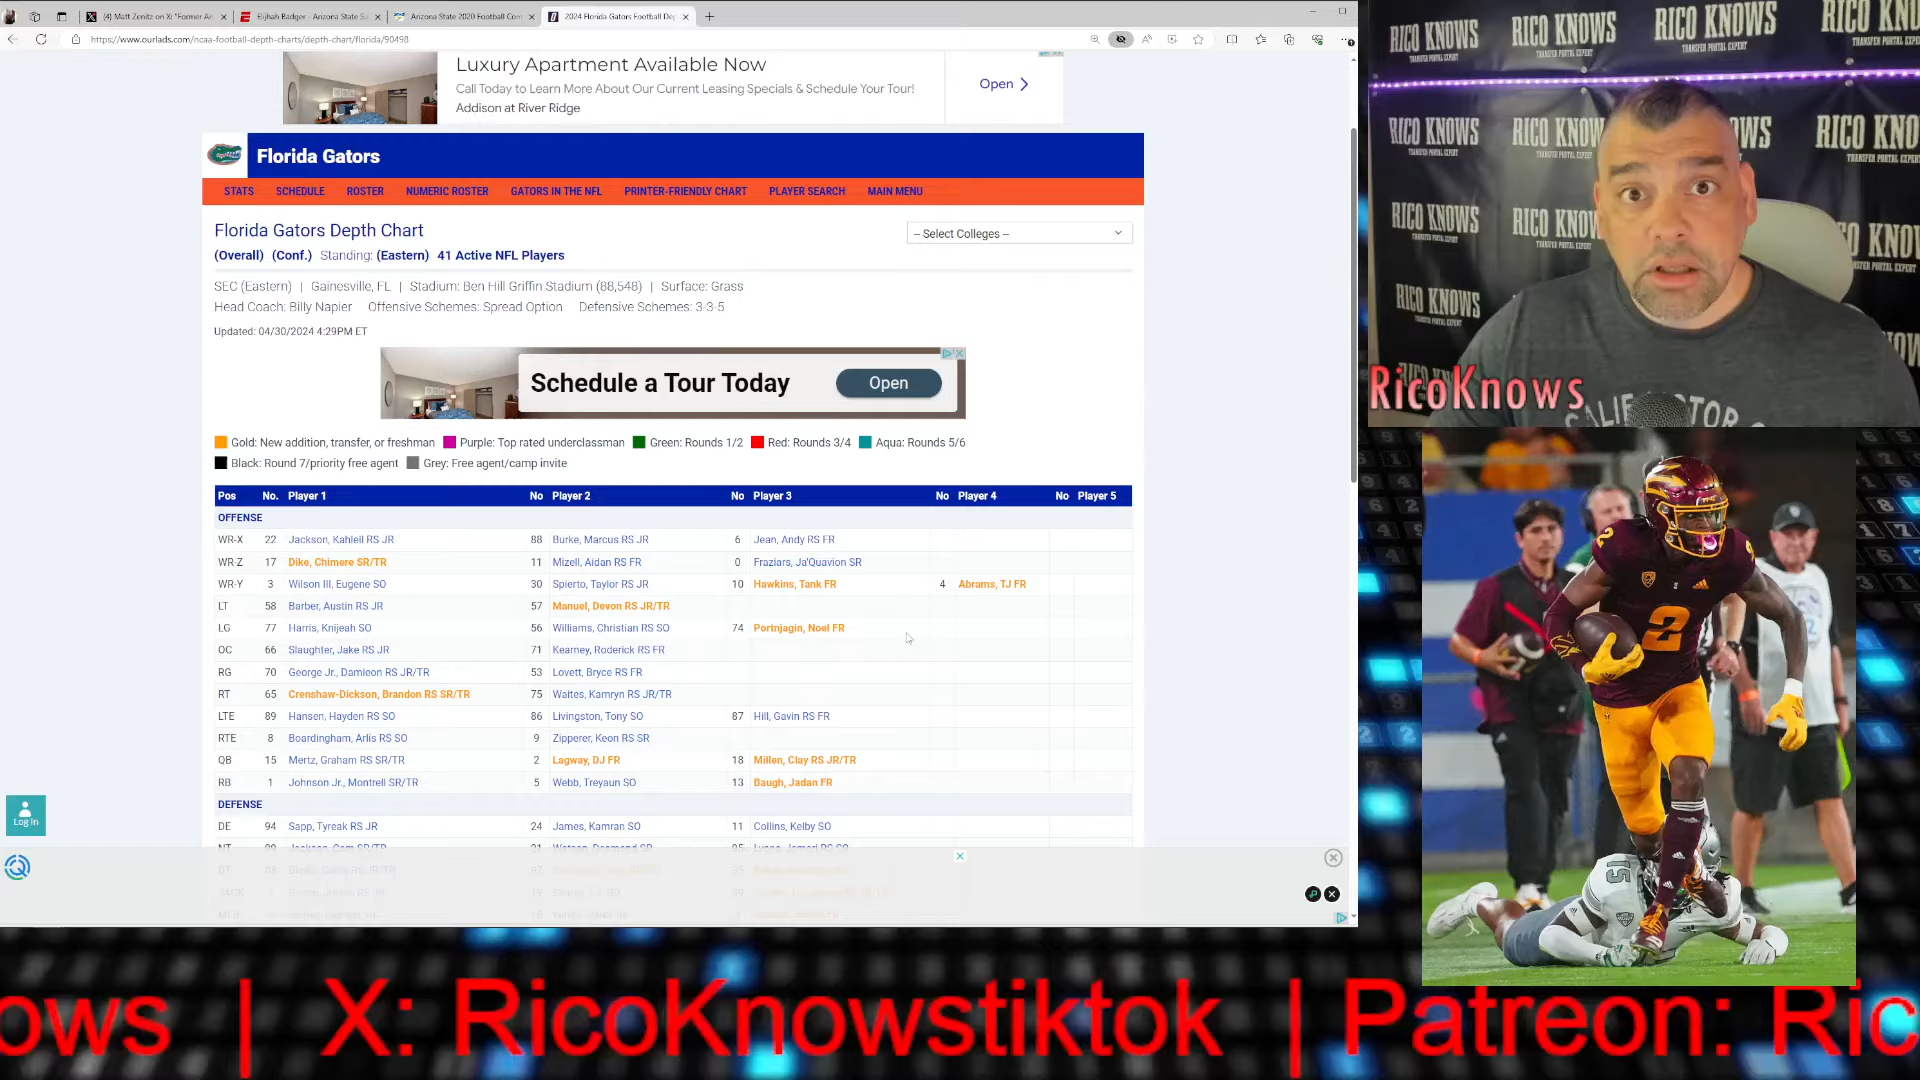 (4) Matt Zenitz on X: "Former Ar
Elijhah Badger - Arizona State Su
Arizona State 2020 Football Com
2024 Florida Gators Football Dep
https://www.ourlads.com/ncaa-football-depth-charts/depth-chart/florida/90498
Luxury Apartment Available Now
Call Today to Learn More About Our Current Leasing Specials & Schedule Your Tour!
Addison at River Ridge
Open
Florida Gators
STATS SCHEDULE ROSTER NUMERIC ROSTER GATORS IN THE NFL PRINTER-FRIENDLY CHART PLAYER SEARCH MAIN MENU
Florida Gators Depth Chart
-- Select Colleges --
(Overall) (Conf.) Standing: (Eastern) 41 Active NFL Players
SEC (Eastern) | Gainesville, FL | Stadium: Ben Hill Griffin Stadium (88,548) | Surface: Grass
Head Coach: Billy Napier Offensive Schemes: Spread Option Defensive Schemes: 3-3-5
Updated: 04/30/2024 4:29PM ET
Schedule a Tour Today Open
Gold: New addition, transfer, or freshman Purple: Top rated underclassman Green: Rounds 1/2 Red: Rounds 3/4 Aqua: Rounds 5/6
Black: Round 7/priority free agent Grey: Free agent/camp invite
Pos No. Player 1 No Player 2 No Player 3 No Player 4 No Player 5
OFFENSE
WR-X 22 Jackson, Kahleil RS JR 88 Burke, Marcus RS JR 6 Jean, Andy RS FR
WR-Z 17 Dike, Chimere SR/TR 11 Mizell, Aidan RS FR 0 Fraziars, Ja'Quavion SR
WR-Y 3 Wilson III, Eugene SO 30 Spierto, Taylor RS JR 10 Hawkins, Tank FR 4 Abrams, TJ FR
LT 58 Barber, Austin RS JR 57 Manuel, Devon RS JR/TR
LG 77 Harris, Knijeah SO 56 Williams, Christian RS SO 74 Portnjagin, Noel FR
OC 66 Slaughter, Jake RS JR 71 Kearney, Roderick RS FR
RG 70 George Jr., Damieon RS JR/TR 53 Lovett, Bryce RS FR
RT 65 Crenshaw-Dickson, Brandon RS SR/TR 75 Waites, Kamryn RS JR/TR
LTE 89 Hansen, Hayden RS SO 86 Livingston, Tony SO 87 Hill, Gavin RS FR
RTE 8 Boardingham, Arlis RS SO 9 Zipperer, Keon RS SR
QB 15 Mertz, Graham RS SR/TR 2 Lagway, DJ FR 18 Millen, Clay RS JR/TR
RB 1 Johnson Jr., Montrell SR/TR 5 Webb, Treyaun SO 13 Baugh, Jadan FR
DEFENSE
DE 94 Sapp, Tyreak RS JR 24 James, Kamran SO 11 Collins, Kelby SO
Log In
RICO KNOWS
TRANSFER PORTAL EXPERT
RicoKnows
CALIF
TOR
2
2
15
ows | X: RicoKnowstiktok | Patreon: Ric